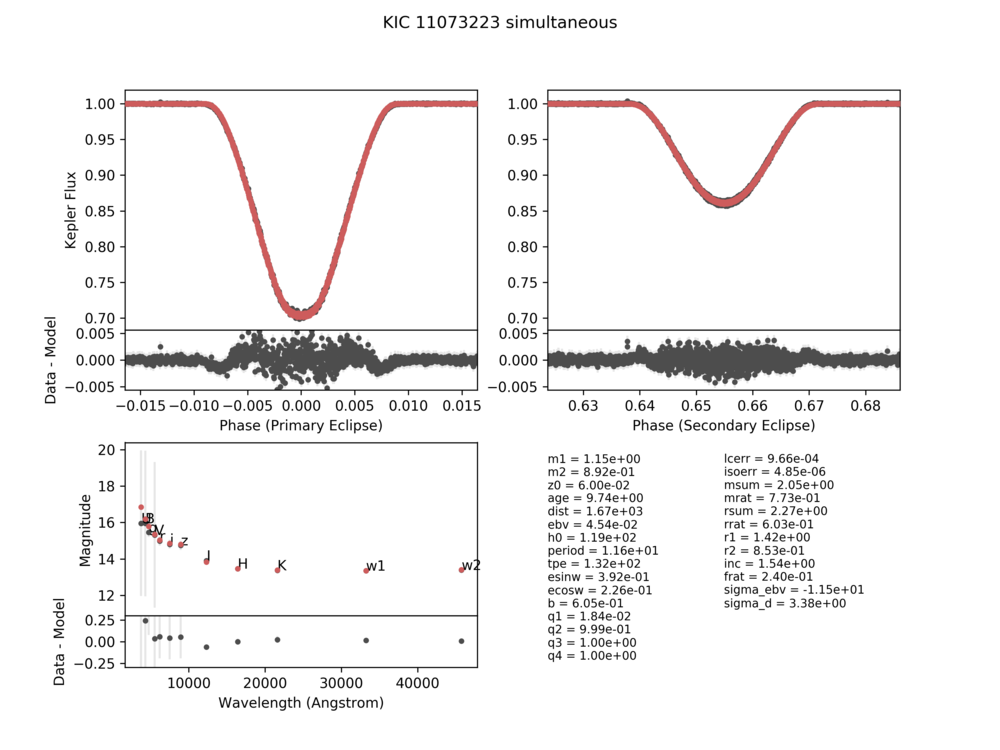 KIC 11073223 simultaneous
1.00
0.95
0.90
0.85
0.80
0.75
0.70
Kepler Flux
0.005
0.000
−0.005
Data - Model
−0.015 −0.010 −0.005 0.000 0.005 0.010 0.015
Phase (Primary Eclipse)
1.00
0.95
0.90
0.85
0.80
0.75
0.70
0.005
0.000
−0.005
0.63 0.64 0.65 0.66 0.67 0.68
Phase (Secondary Eclipse)
20
18
16
14
12
Magnitude
B
V
r
i
z
J
H
K
w1
w2
0.25
0.00
−0.25
Data - Model
10000 20000 30000 40000
Wavelength (Angstrom)
m1 = 1.15e+00
m2 = 8.92e-01
z0 = 6.00e-02
age = 9.74e+00
dist = 1.67e+03
ebv = 4.54e-02
h0 = 1.19e+02
period = 1.16e+01
tpe = 1.32e+02
esinw = 3.92e-01
ecosw = 2.26e-01
b = 6.05e-01
q1 = 1.84e-02
q2 = 9.99e-01
q3 = 1.00e+00
q4 = 1.00e+00
lcerr = 9.66e-04
isoerr = 4.85e-06
msum = 2.05e+00
mrat = 7.73e-01
rsum = 2.27e+00
rrat = 6.03e-01
r1 = 1.42e+00
r2 = 8.53e-01
inc = 1.54e+00
frat = 2.40e-01
sigma_ebv = -1.15e+01
sigma_d = 3.38e+00